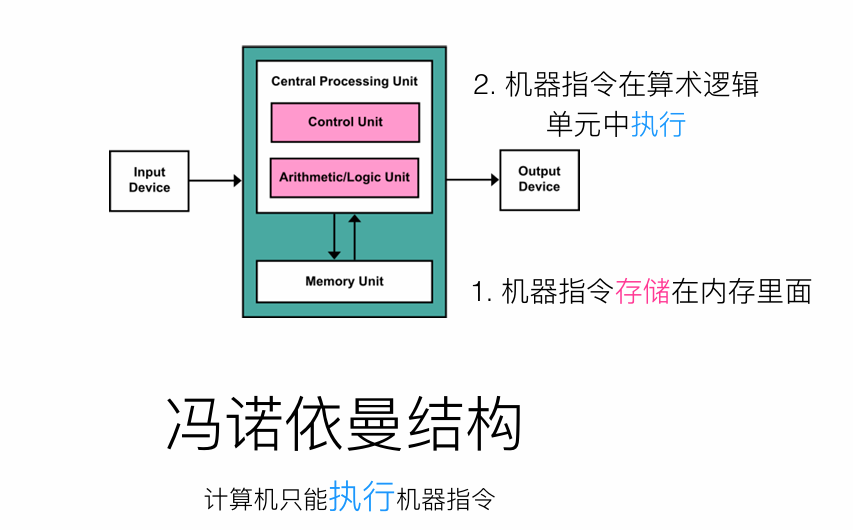 Central Processing Unit
Control Unit
Arithmetic/Logic Unit
Input
Device
Output
Device
Memory Unit
2. 机器指令在算术逻辑
单元中执行
1. 机器指令存储在内存里面
冯诺依曼结构
计算机只能执行机器指令